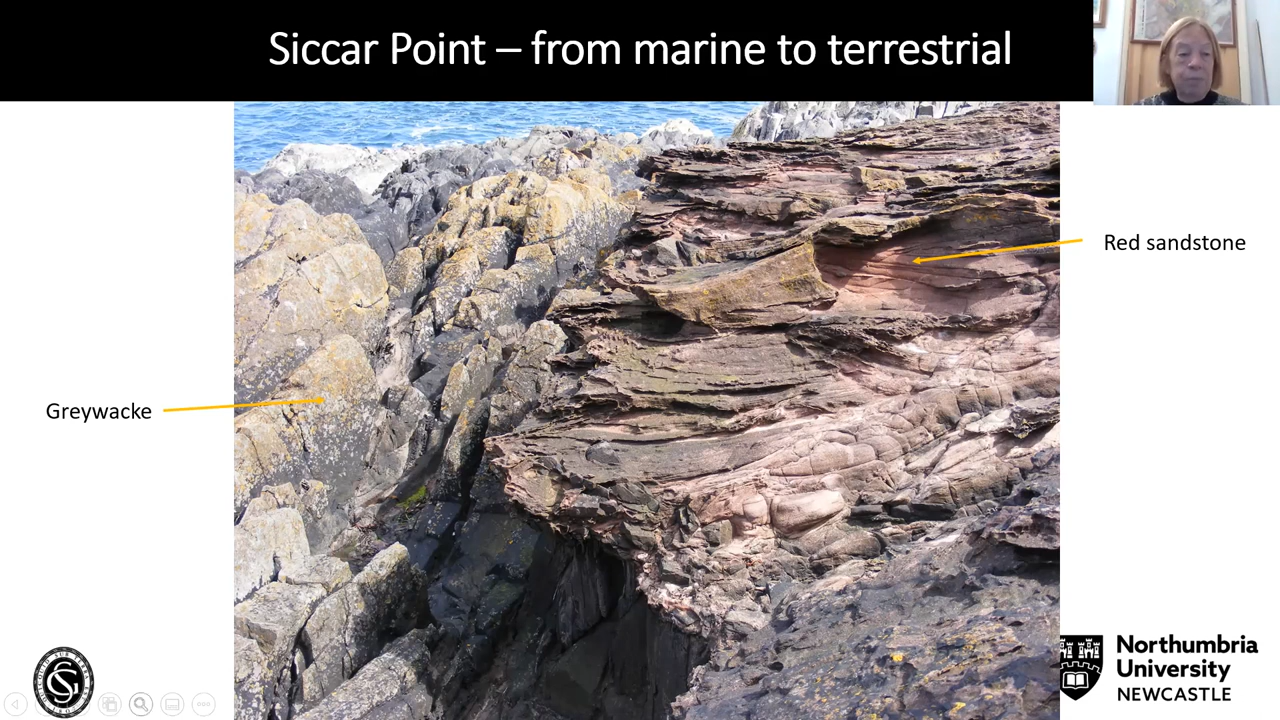 Siccar Point – from marine to terrestrial
Red sandstone
Greywacke
Northumbria
University
NEWCASTLE